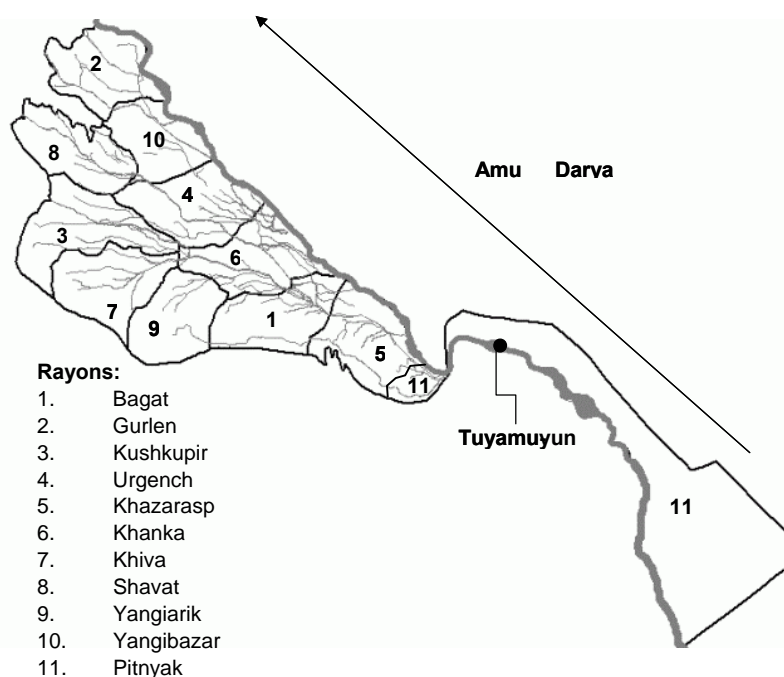 2
10
Amu Darya
8
4
3
6
7
9
1
5
11
Tuyamuyun
11
Rayons:
1. Bagat
2. Gurlen
3. Kushkupir
4. Urgench
5. Khazarasp
6. Khanka
7. Khiva
8. Shavat
9. Yangiarik
10. Yangibazar
11. Pitnyak